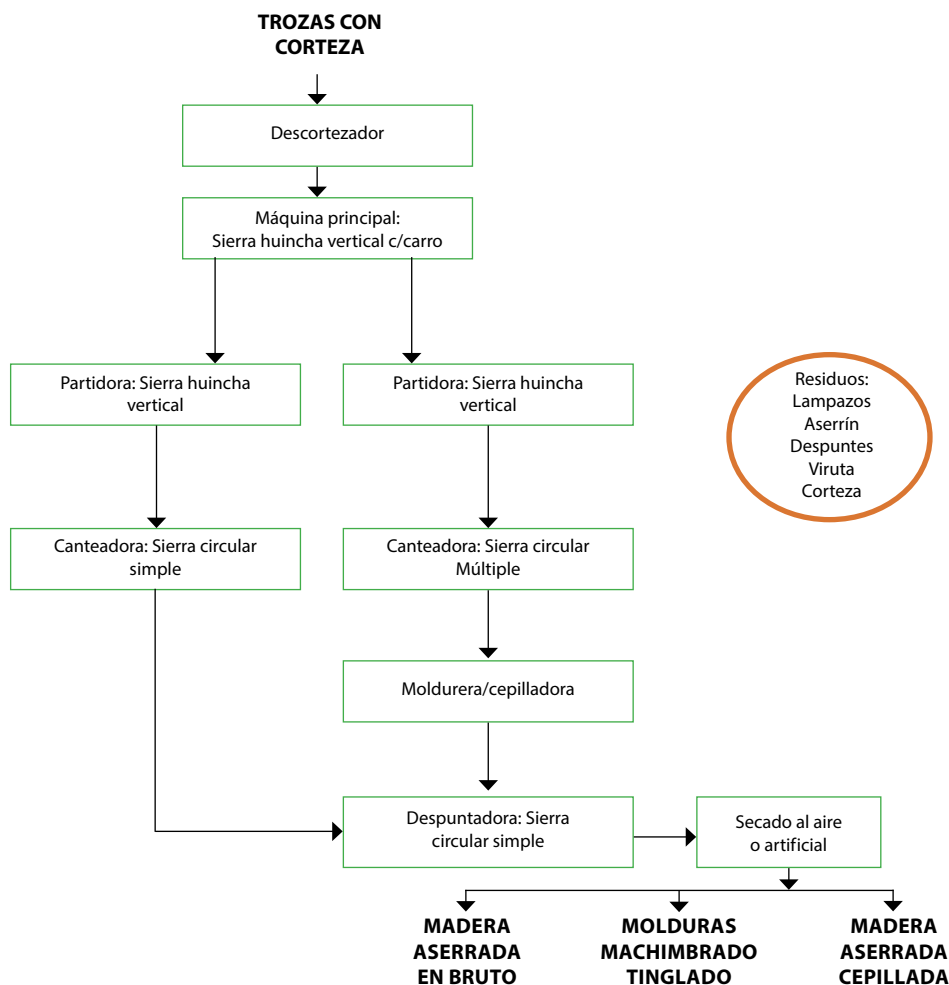 TROZAS CON
CORTEZA
Descortezador
Máquina principal:
Sierra huincha vertical c/carro
Partidora: Sierra huincha
vertical
Partidora: Sierra huincha
vertical
Residuos:
Lampazos
Aserrín
Despuntes
Viruta
Corteza
Canteadora: Sierra circular
simple
Canteadora: Sierra circular
Múltiple
Moldurera/cepilladora
Despuntadora: Sierra
circular simple
Secado al aire
o artificial
MADERA
ASERRADA
EN BRUTO
MOLDURAS
MACHIMBRADO
TINGLADO
MADERA
ASERRADA
CEPILLADA